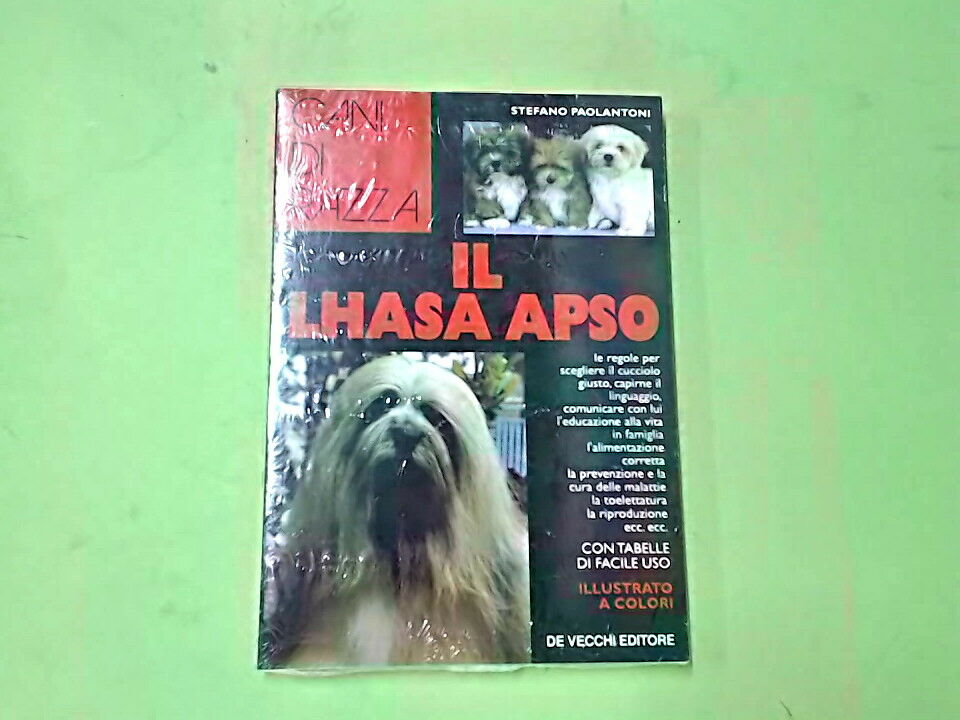 CANI
DI
RAZZA
STEFANO PAOLANTONI
IL
LHASA APSO
le regole per
scegliere il cucciolo
giusto, capirne il
linguaggio,
comunicare con lui
l'educazione alla vita
in famiglia
l'alimentazione
corretta
la prevenzione e la
cura delle malattie
la toelettatura
la riproduzione
ecc. ecc.
CON TABELLE
DI FACILE USO
ILLUSTRATO
A COLORI
DE VECCHI EDITORE